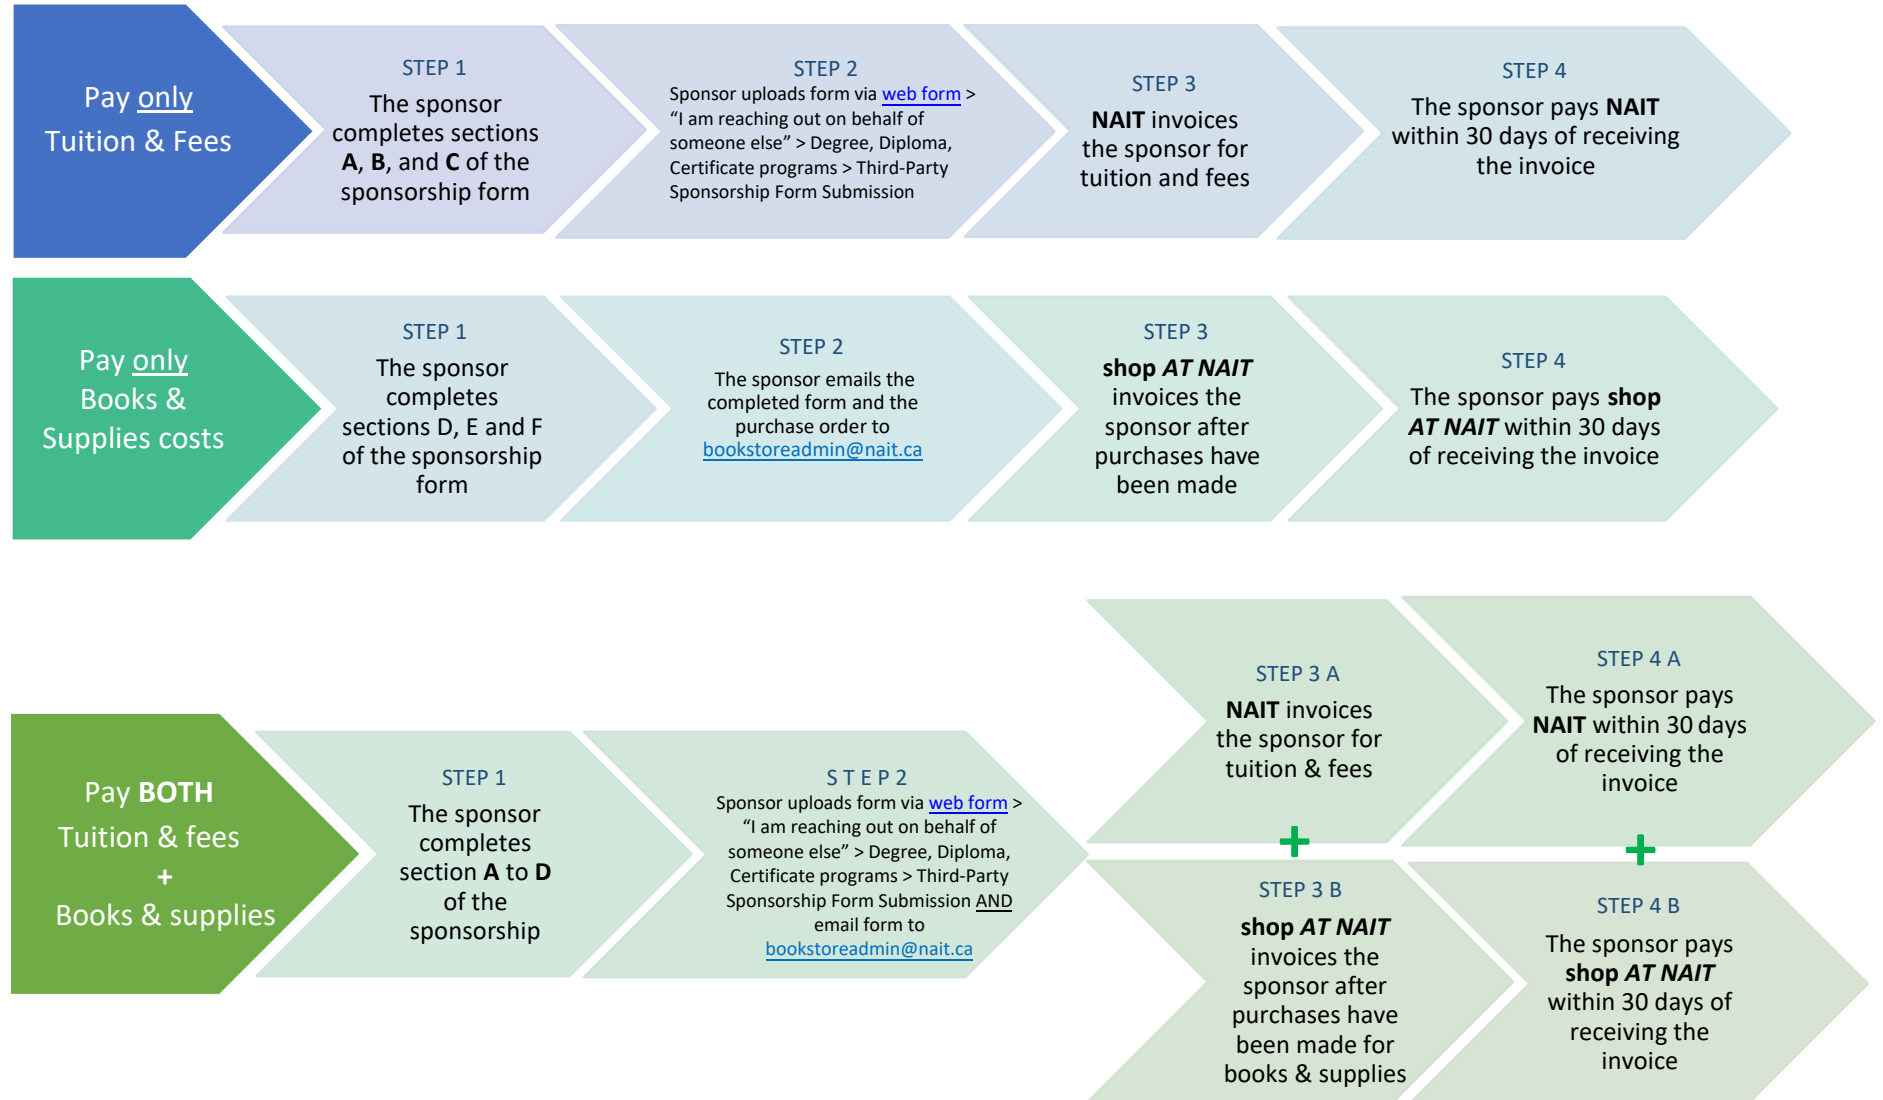 Pay only
Tuition & Fees
STEP 1
The sponsor
completes sections
A, B, and C of the
sponsorship form
STEP 2
Sponsor uploads form via web form >
“I am reaching out on behalf of
someone else” > Degree, Diploma,
Certificate programs > Third-Party
Sponsorship Form Submission
STEP 3
NAIT invoices
the sponsor for
tuition and fees
STEP 4
The sponsor pays NAIT
within 30 days of receiving
the invoice
Pay only
Books &
Supplies costs
STEP 1
The sponsor
completes
sections D, E and F
of the sponsorship
form
STEP 2
The sponsor emails the
completed form and the
purchase order to
bookstoreadmin@nait.ca
STEP 3
shop AT NAIT
invoices the
sponsor after
purchases have
been made
STEP 4
The sponsor pays shop
AT NAIT within 30 days
of receiving the invoice
Pay BOTH
Tuition & fees
+
Books & supplies
STEP 1
The sponsor
completes
section A to D
of the
sponsorship
S T E P 2
Sponsor uploads form via web form >
“I am reaching out on behalf of
someone else” > Degree, Diploma,
Certificate programs > Third-Party
Sponsorship Form Submission AND
email form to
bookstoreadmin@nait.ca
STEP 3 A
NAIT invoices
the sponsor for
tuition & fees
+
STEP 3 B
shop AT NAIT
invoices the
sponsor after
purchases have
been made for
books & supplies
STEP 4 A
The sponsor pays
NAIT within 30 days
of receiving the
invoice
+
STEP 4 B
The sponsor pays
shop AT NAIT
within 30 days of
receiving the
invoice